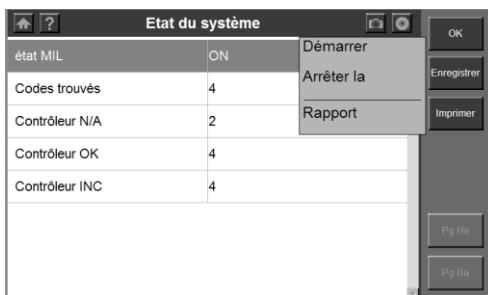 ?
Etat du système
OK
état MIL ON
Démarrer
Arrêter la
Enregistrer
Codes trouvés 4
Rapport
Imprimer
Contrôleur N/A 2
Contrôleur OK 4
Contrôleur INC 4
Pg Ha
Pg Ba